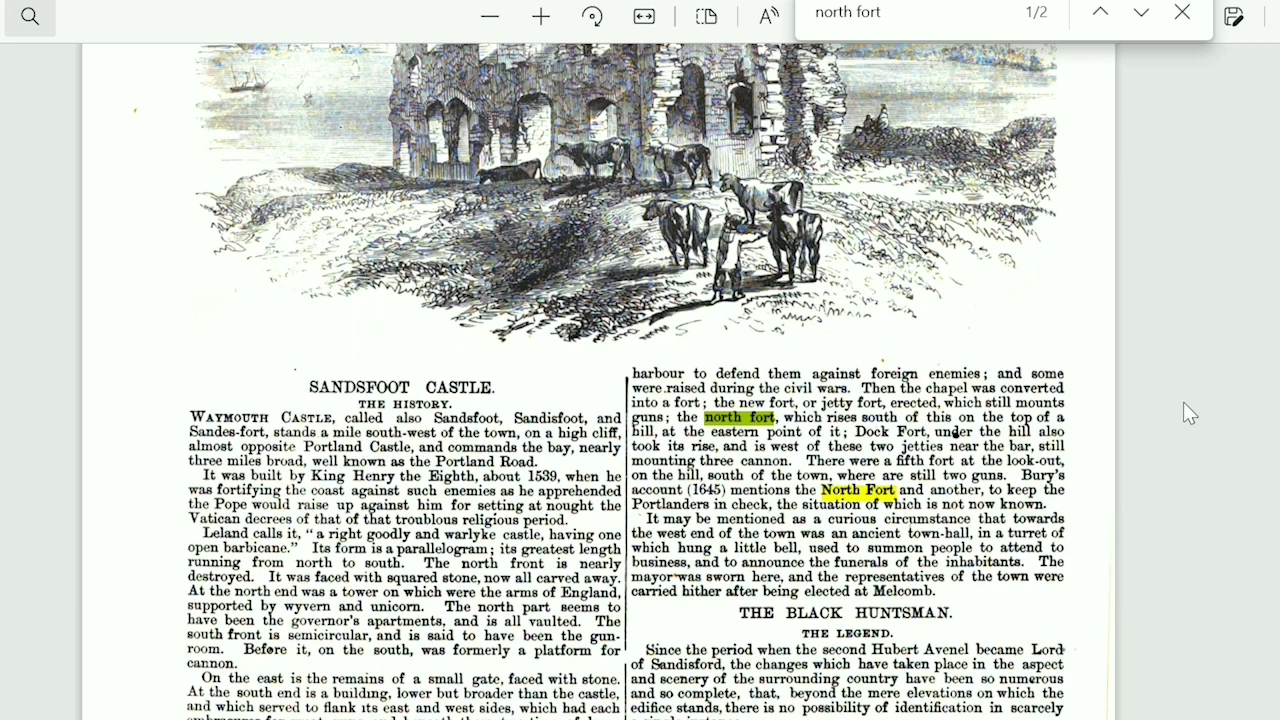 north fort
1/2
SANDSFOOT CASTLE.
THE HISTORY.
WAYMOUTH CASTLE, called also Sandsfoot, Sandisfoot, and
Sandes-fort, stands a mile south-west of the town, on a high cliff,
almost opposite Portland Castle, and commands the bay, nearly
three miles broad, well known as the Portland Road.
It was built by King Henry the Eighth, about 1539, when he
was fortifying the coast against such enemies as he apprehended
the Pope would raise up against him for setting at nought the
Vatican decrees of that of that troublous religious period.
Leland calls it, “a right goodly and warlyke castle, having one
open barbicane.” Its form is a parallelogram; its greatest length
running from north to south. The north front is nearly
destroyed. It was faced with squared stone, now all carved away.
At the north end was a tower on which were the arms of England,
supported by wyvern and unicorn. The north part seems to
have been the governor's apartments, and is all vaulted. The
south front is semicircular, and is said to have been the gun-
room. Before it, on the south, was formerly a platform for
cannon.
On the east is the remains of a small gate, faced with stone.
At the south end is a building, lower but broader than the castle,
and which served to flank its east and west sides, which had each
harbour to defend them against foreign enemies; and some
were raised during the civil wars. Then the chapel was converted
into a fort; the new fort, or jetty fort, erected, which still mounts
guns; the north fort, which rises south of this on the top of a
hill, at the eastern point of it; Dock Fort, under the hill also
took its rise, and is west of these two jetties near the bar, still
mounting three cannon. There were a fifth fort at the look-out,
on the hill, south of the town, where are still two guns. Bury's
account (1645) mentions the North Fort and another, to keep the
Portlanders in check, the situation of which is not now known.
It may be mentioned as a curious circumstance that towards
the west end of the town was an ancient town-hall, in a turret of
which hung a little bell, used to summon people to attend to
business, and to announce the funerals of the inhabitants. The
mayor was sworn here, and the representatives of the town were
carried hither after being elected at Melcomb.
THE BLACK HUNTSMAN.
THE LEGEND.
Since the period when the second Hubert Avenel became Lord
of Sandisford, the changes which have taken place in the aspect
and scenery of the surrounding country have been so numerous
and so complete, that, beyond the mere elevations on which the
edifice stands, there is no possibility of identification in scarcely